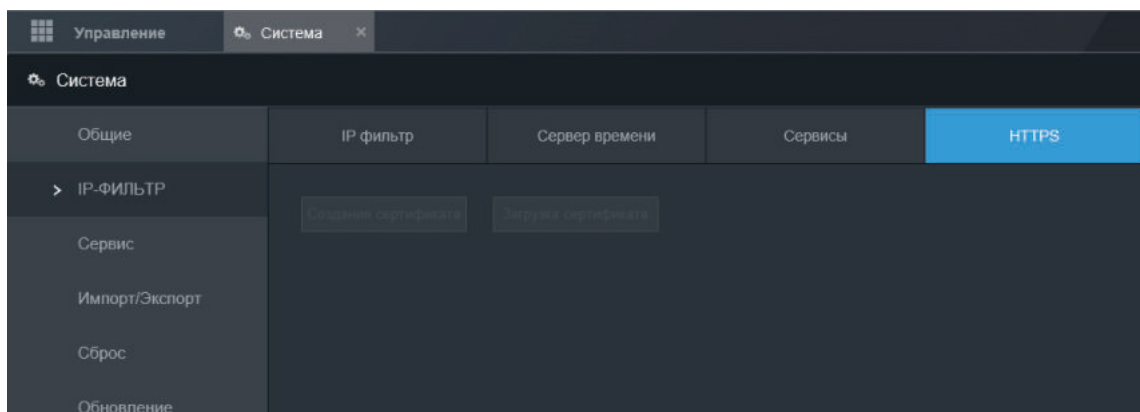 Управление
Система
Система
Общие
IP фильтр
Сервер времени
Сервисы
HTTPS
IP-ФИЛЬТР
Создание сертификата
Загрузка сертификата
Сервис
Импорт/Экспорт
Сброс
Обновление